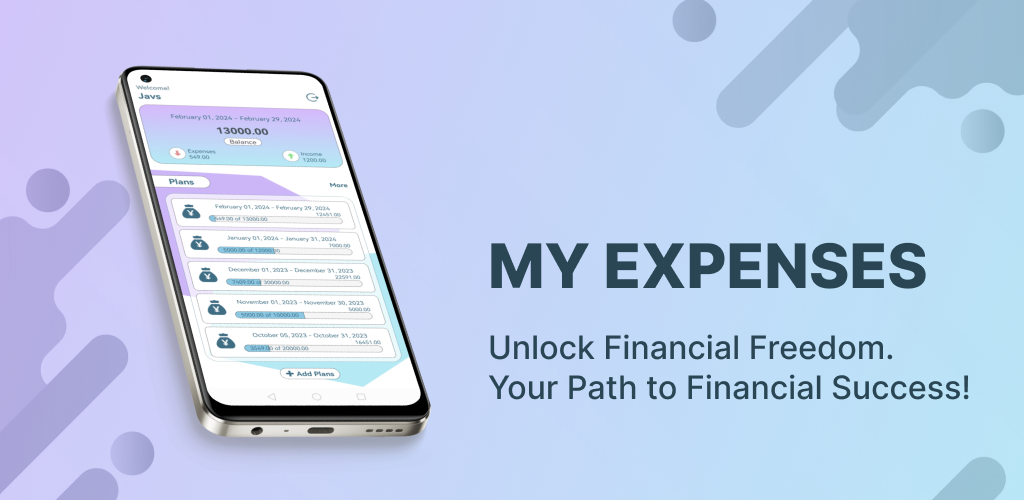 Welcome!
Javs
February 01, 2024 - February 29, 2024
13000.00
Balance
Expenses
549.00
Income
1200.00
Plans
More
February 01, 2024 - February 29, 2024
12451.00
549.00 of 13000.00
January 01, 2024 - January 31, 2024
7000.00
5000.00 of 12000.00
December 01, 2023 - December 31, 2023
22591.00
7409.00 of 30000.00
November 01, 2023 - November 30, 2023
5000.00
5000.00 of 10000.00
October 05, 2023 - October 31, 2023
16451.00
3549.00 of 20000.00
+ Add Plans
MY EXPENSES
Unlock Financial Freedom.
Your Path to Financial Success!